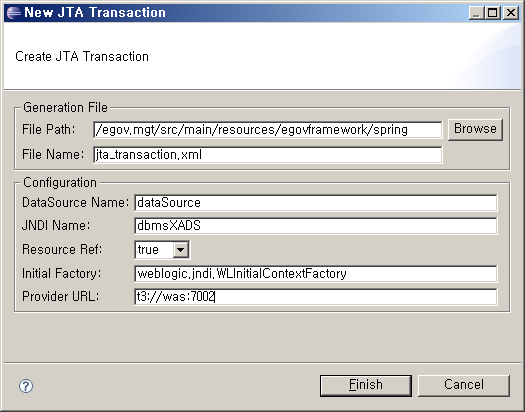 New JTA Transaction
Create JTA Transaction
Generation File
File Path: /egov.mgt/src/main/resources/egovframework/spring Browse
File Name: jta_transaction.xml
Configuration
DataSource Name: dataSource
JNDI Name: dbmsXADS
Resource Ref: true
Initial Factory: weblogic.jndi.WLInitialContextFactory
Provider URL: t3://was:7002
? Finish Cancel